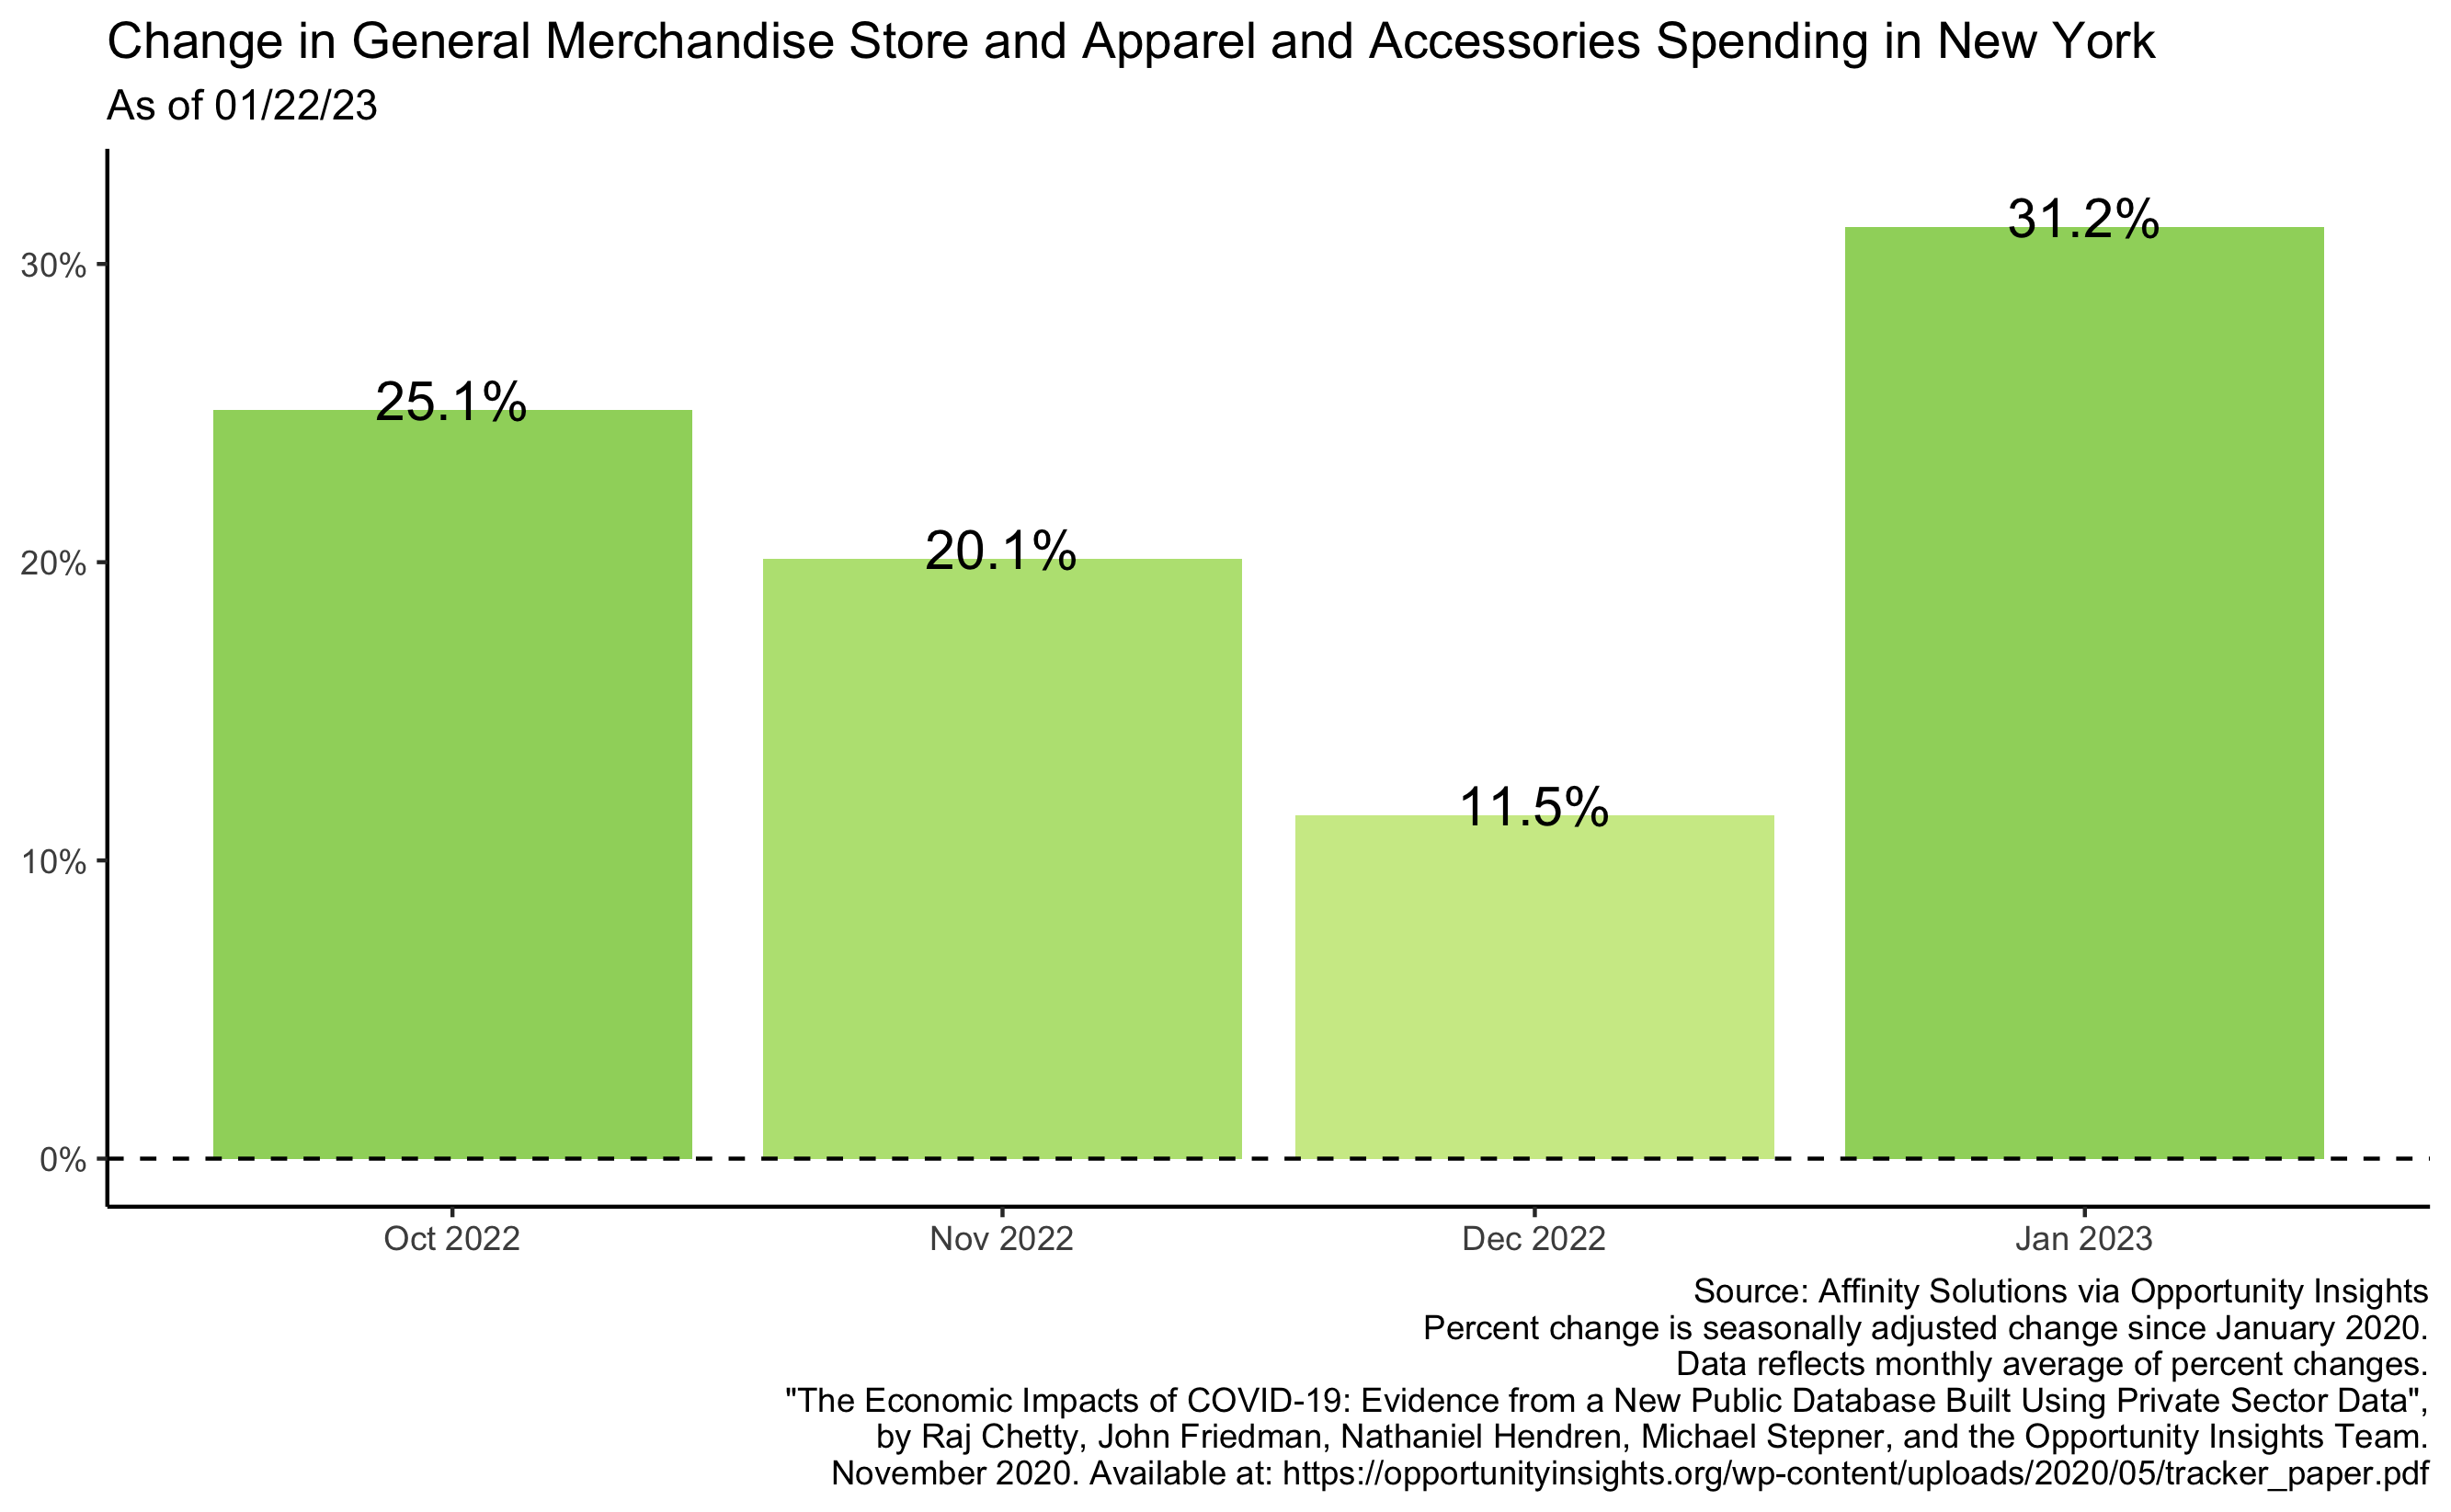 Change in General Merchandise Store and Apparel and Accessories Spending in New York
As of 01/22/23
30%
20%
10%
0%
25.1%
20.1%
11.5%
31.2%
Oct 2022
Nov 2022
Dec 2022
Jan 2023
Source: Affinity Solutions via Opportunity Insights
Percent change is seasonally adjusted change since January 2020.
Data reflects monthly average of percent changes.
"The Economic Impacts of COVID-19: Evidence from a New Public Database Built Using Private Sector Data",
by Raj Chetty, John Friedman, Nathaniel Hendren, Michael Stepner, and the Opportunity Insights Team.
November 2020. Available at: https://opportunityinsights.org/wp-content/uploads/2020/05/tracker_paper.pdf